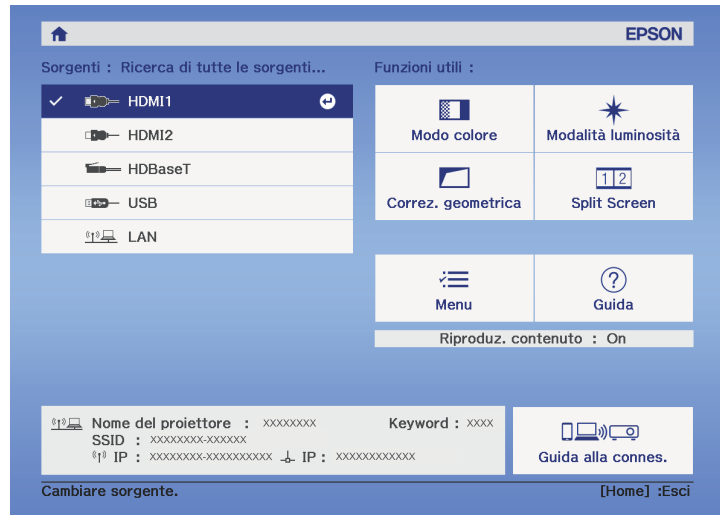 EPSON
Sorgenti : Ricerca di tutte le sorgenti...
HDMI1
HDMI2
HDBaseT
USB
LAN
Funzioni utili :
Modo colore
Modalità luminosità
Correz. geometrica
1 2
Split Screen
Menu
?
Guida
Riproduz. contenuto : On
Nome del proiettore : xxxxxxxx Keyword : xxxx
SSID : xxxxxxxx-xxxxxx
IP : xxxxxxxx-xxxxxxxxxx IP : xxxxxxxxxxxx
Guida alla connes.
Cambiare sorgente. [Home] :Esci